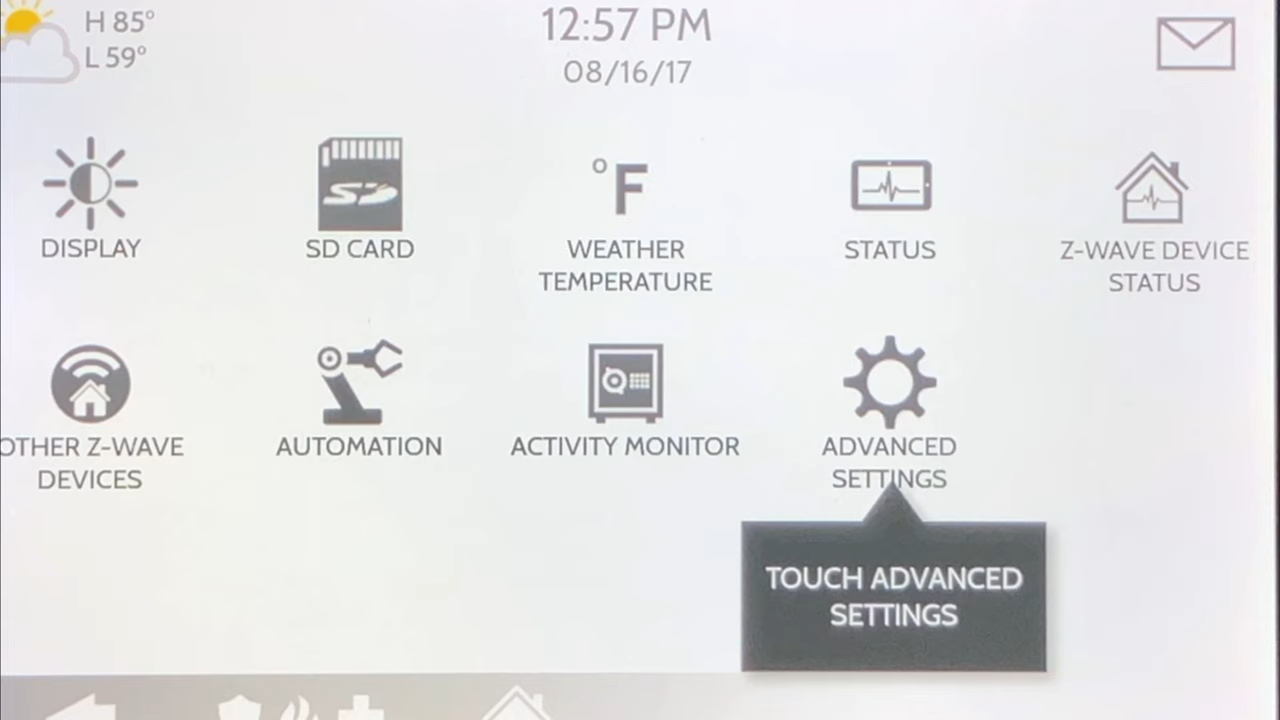 H 85°
L 59°
12:57 PM
08/16/17
DISPLAY
SD CARD
°F
WEATHER
TEMPERATURE
STATUS
Z-WAVE DEVICE
STATUS
OTHER Z-WAVE
DEVICES
AUTOMATION
ACTIVITY MONITOR
ADVANCED
SETTINGS
TOUCH ADVANCED
SETTINGS